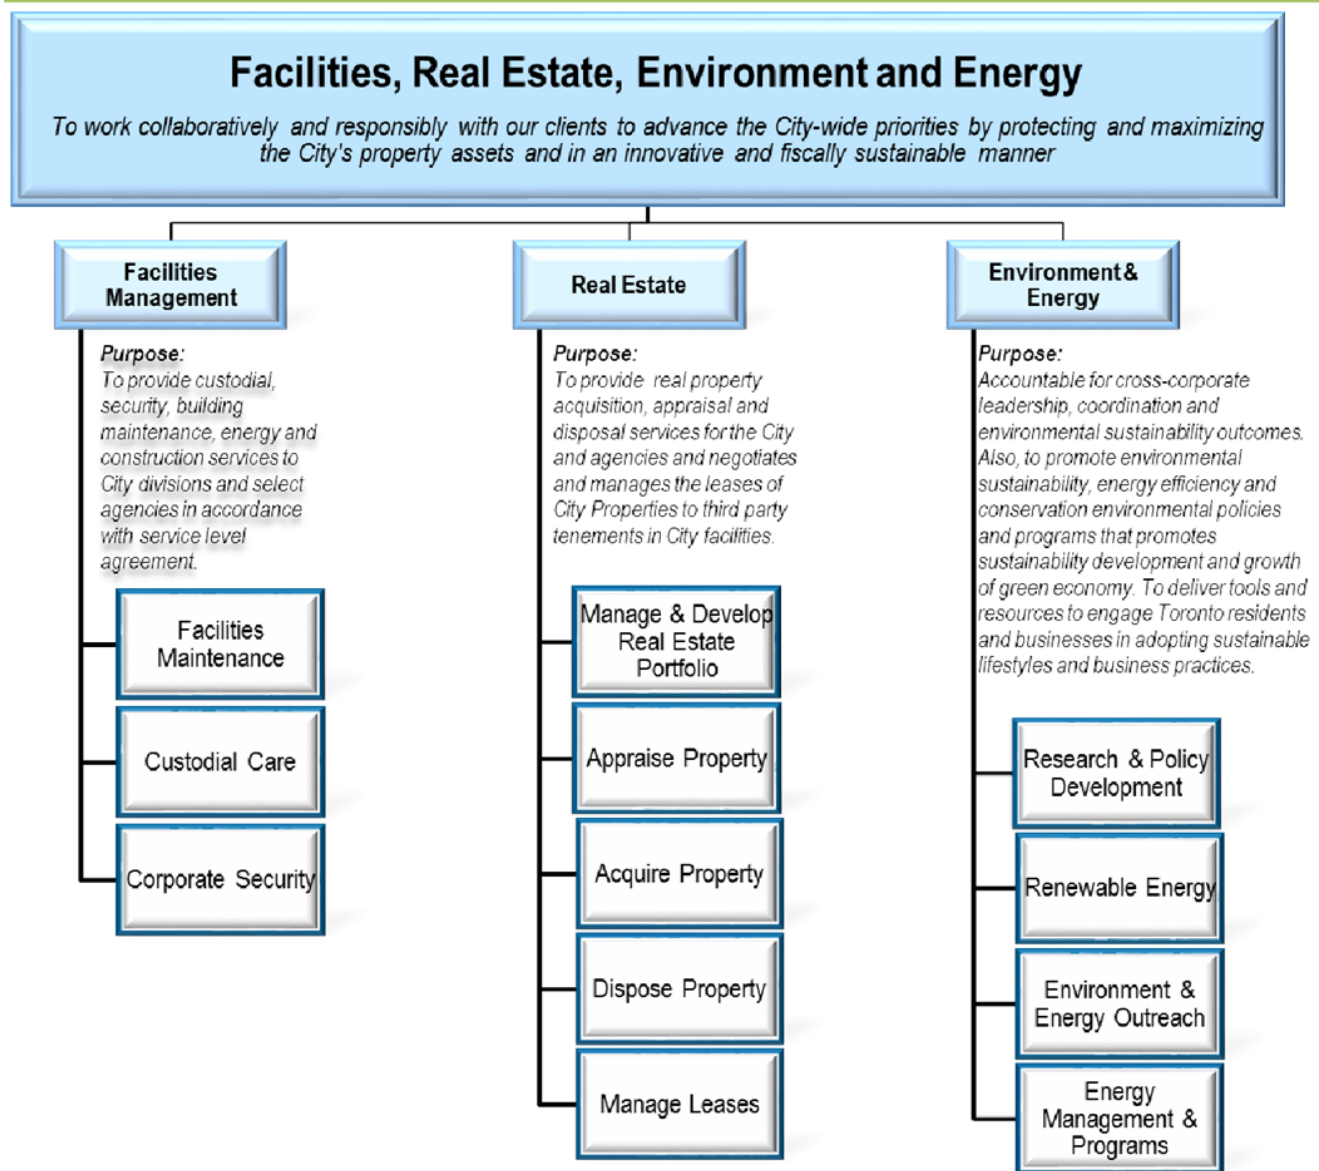 Facilities, Real Estate, Environment and Energy
To work collaboratively and responsibly with our clients to advance the City-wide priorities by protecting and maximizing
the City's property assets and in an innovative and fiscally sustainable manner
Facilities
Management
Purpose:
To provide custodial,
security, building
maintenance, energy and
construction services to
City divisions and select
agencies in accordance
with service level
agreement.
Facilities
Maintenance
Custodial Care
Corporate Security
Real Estate
Purpose:
To provide real property
acquisition, appraisal and
disposal services for the City
and agencies and negotiates
and manages the leases of
City Properties to third party
tenements in City facilities.
Manage & Develop
Real Estate
Portfolio
Appraise Property
Acquire Property
Dispose Property
Manage Leases
Environment &
Energy
Purpose:
Accountable for cross-corporate
leadership, coordination and
environmental sustainability outcomes.
Also, to promote environmental
sustainability, energy efficiency and
conservation environmental policies
and programs that promotes
sustainability development and growth
of green economy. To deliver tools and
resources to engage Toronto residents
and businesses in adopting sustainable
lifestyles and business practices.
Research & Policy
Development
Renewable Energy
Environment &
Energy Outreach
Energy
Management &
Programs